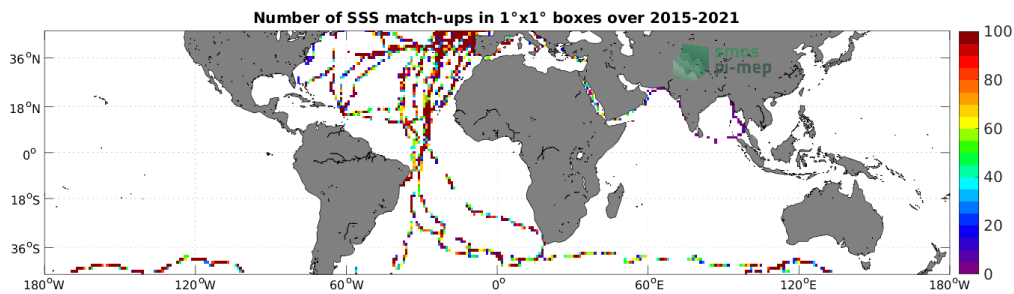 Number of SSS match-ups in 1°x1° boxes over 2015-2021
smos
pi-mep
36°N
18°N
0°
18°S
36°S
180°W 120°W 60°W 0° 60°E 120°E 180°W
100
80
60
40
20
0